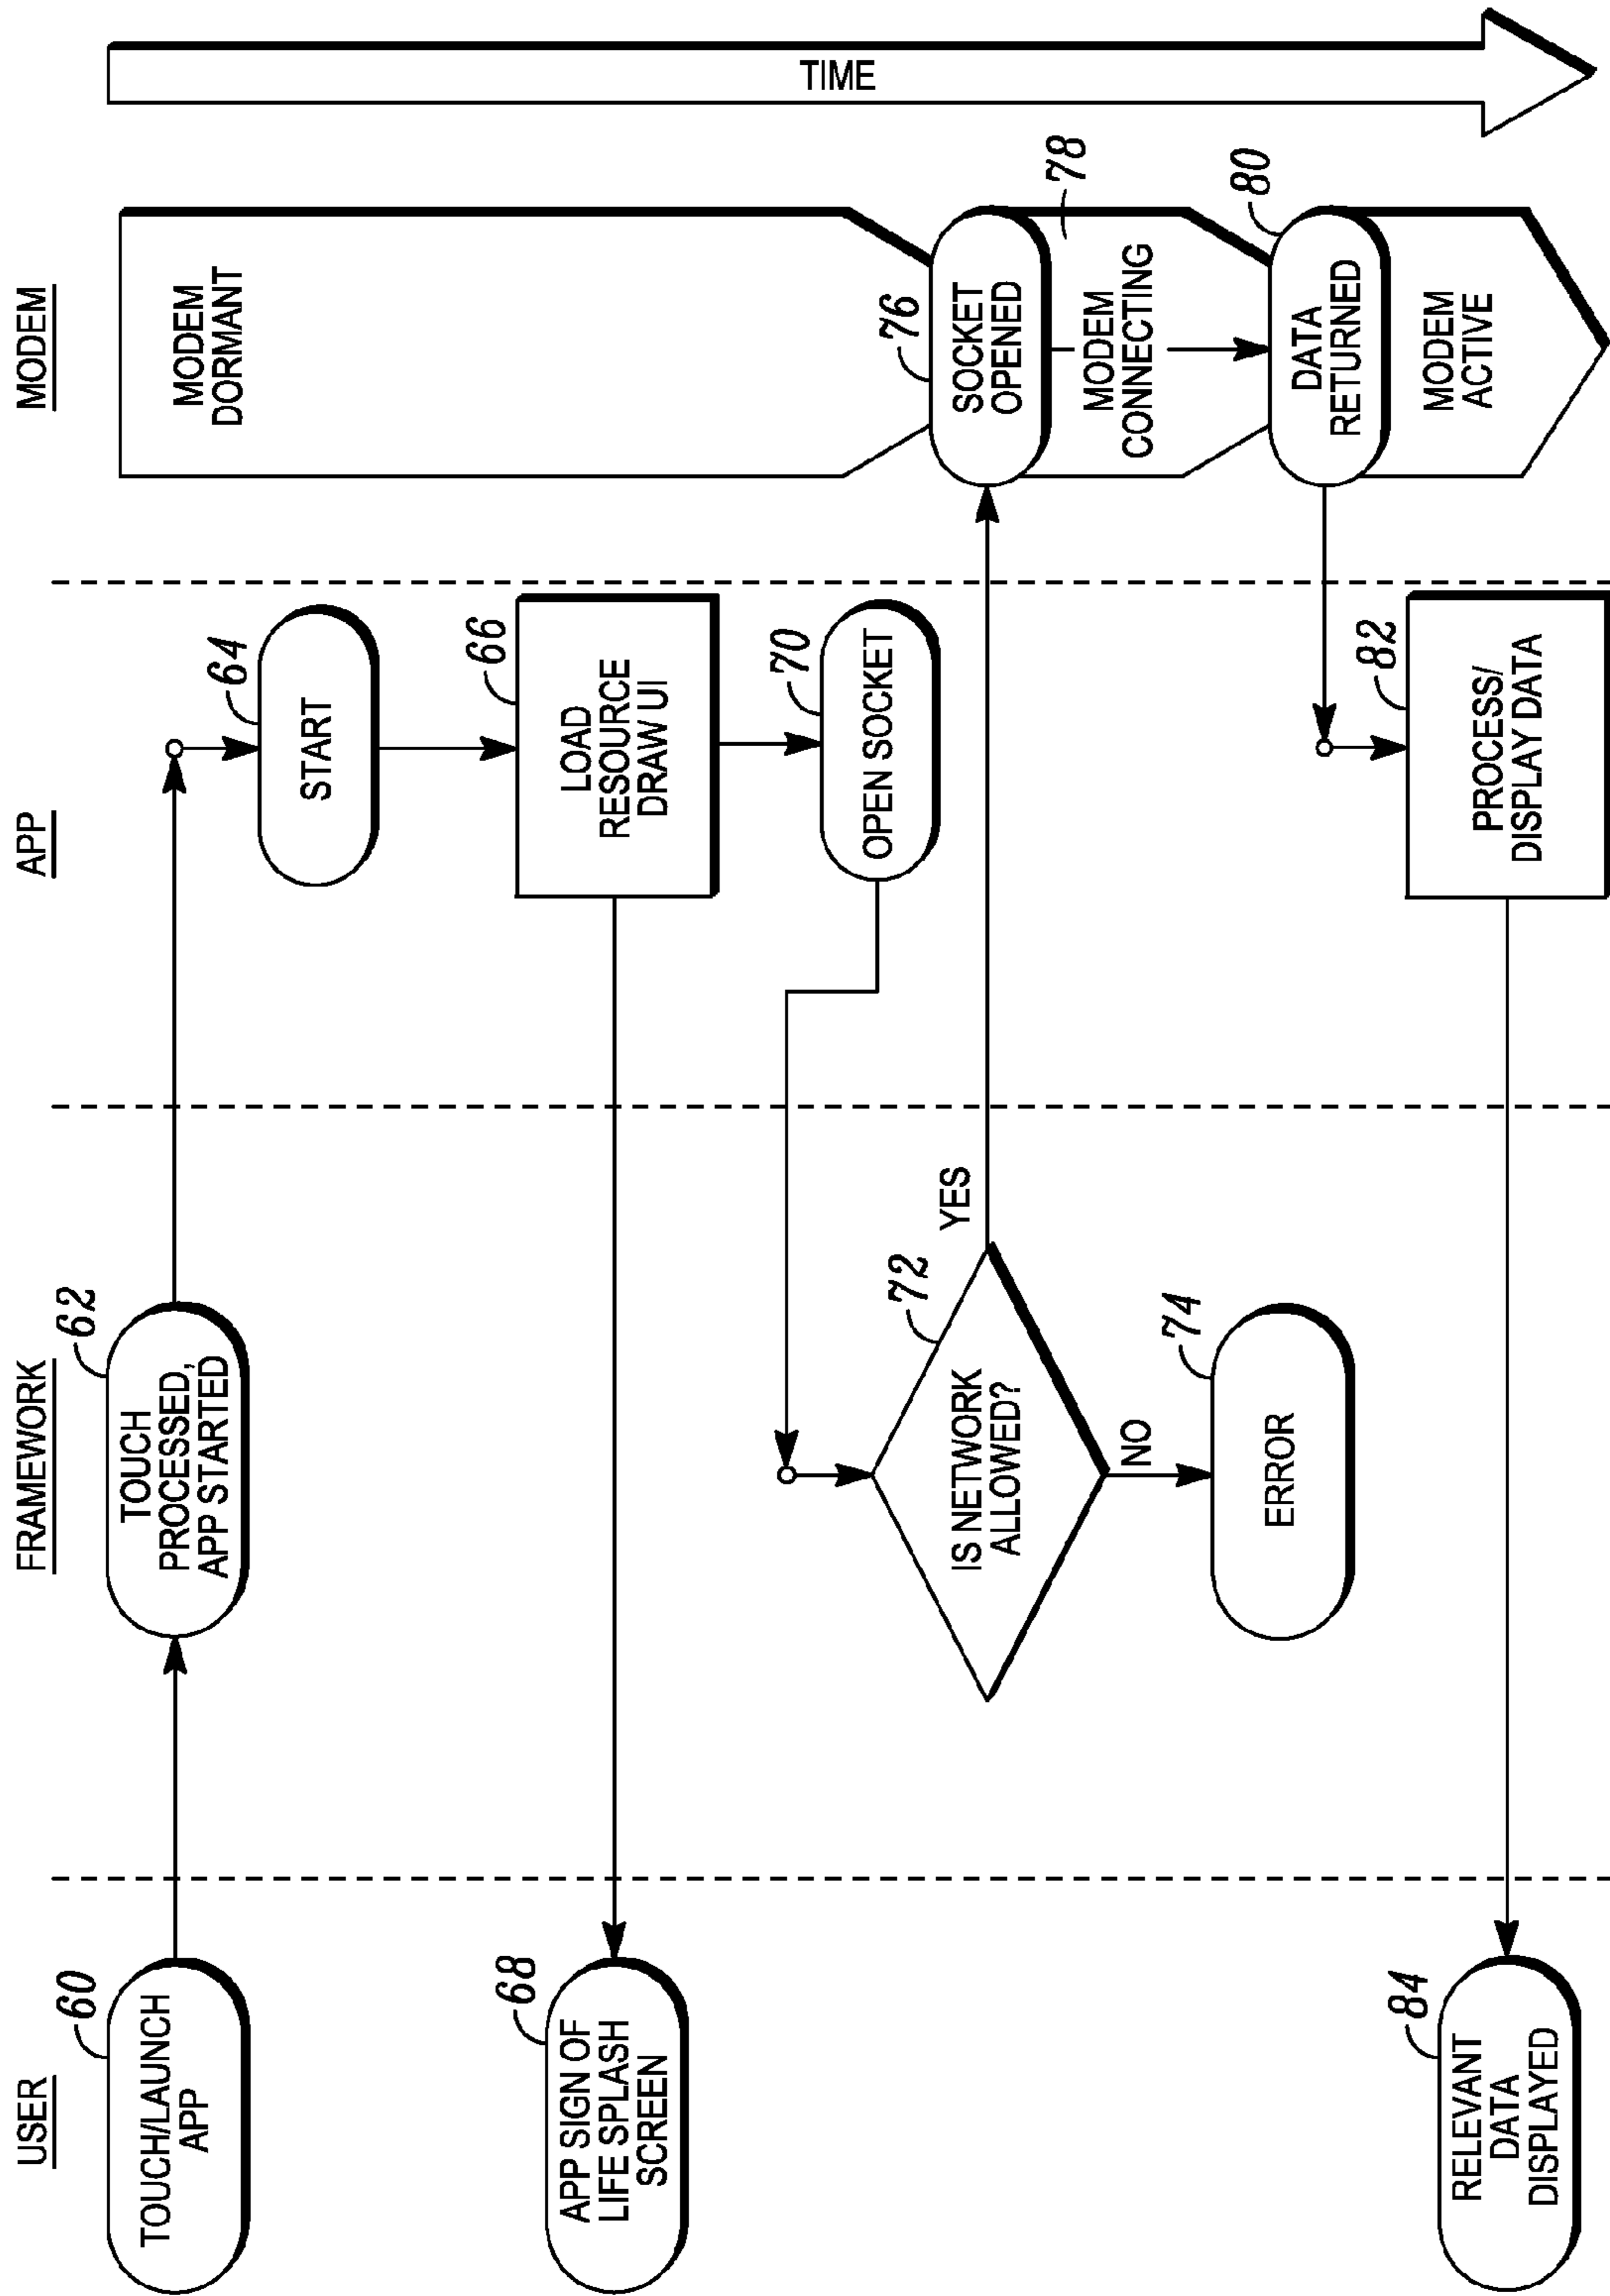 USER
FRAMEWORK
APP
MODEM
60
TOUCH/LAUNCH
APP
62
TOUCH
PROCESSED,
APP STARTED
64
START
MODEM
DORMANT
TIME
68
APP SIGN OF
LIFE SPLASH
SCREEN
66
LOAD
RESOURCE
DRAW UI
70
OPEN SOCKET
72
IS NETWORK
ALLOWED?
YES
NO
74
ERROR
76
SOCKET
OPENED
78
MODEM
CONNECTING
80
DATA
RETURNED
MODEM
ACTIVE
82
PROCESS/
DISPLAY DATA
84
RELEVANT
DATA
DISPLAYED